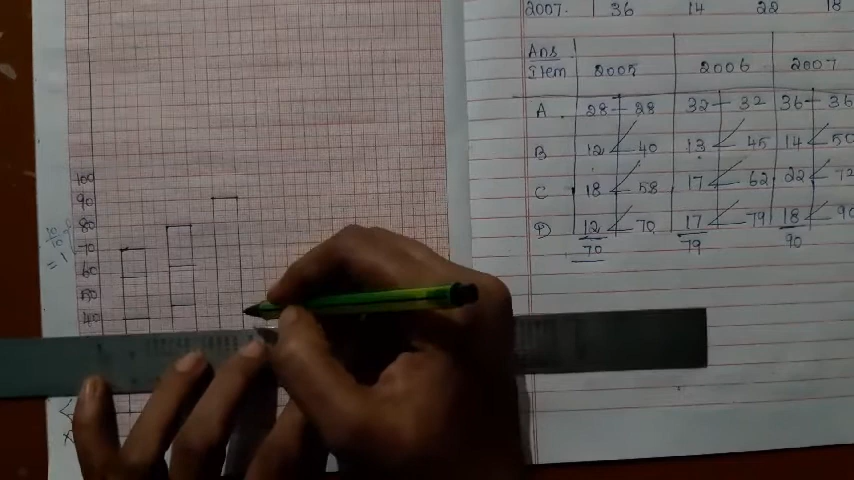 2007. 36 14 22 18
Ans
Item 2005 2006 2007
A 28 28 32 32 36 36
B 12 40 13 45 14 50
C 18 58 17 62 22 72
D 12 70 17 79 18 90
70 79 90
100
90
80
70
60
50
40